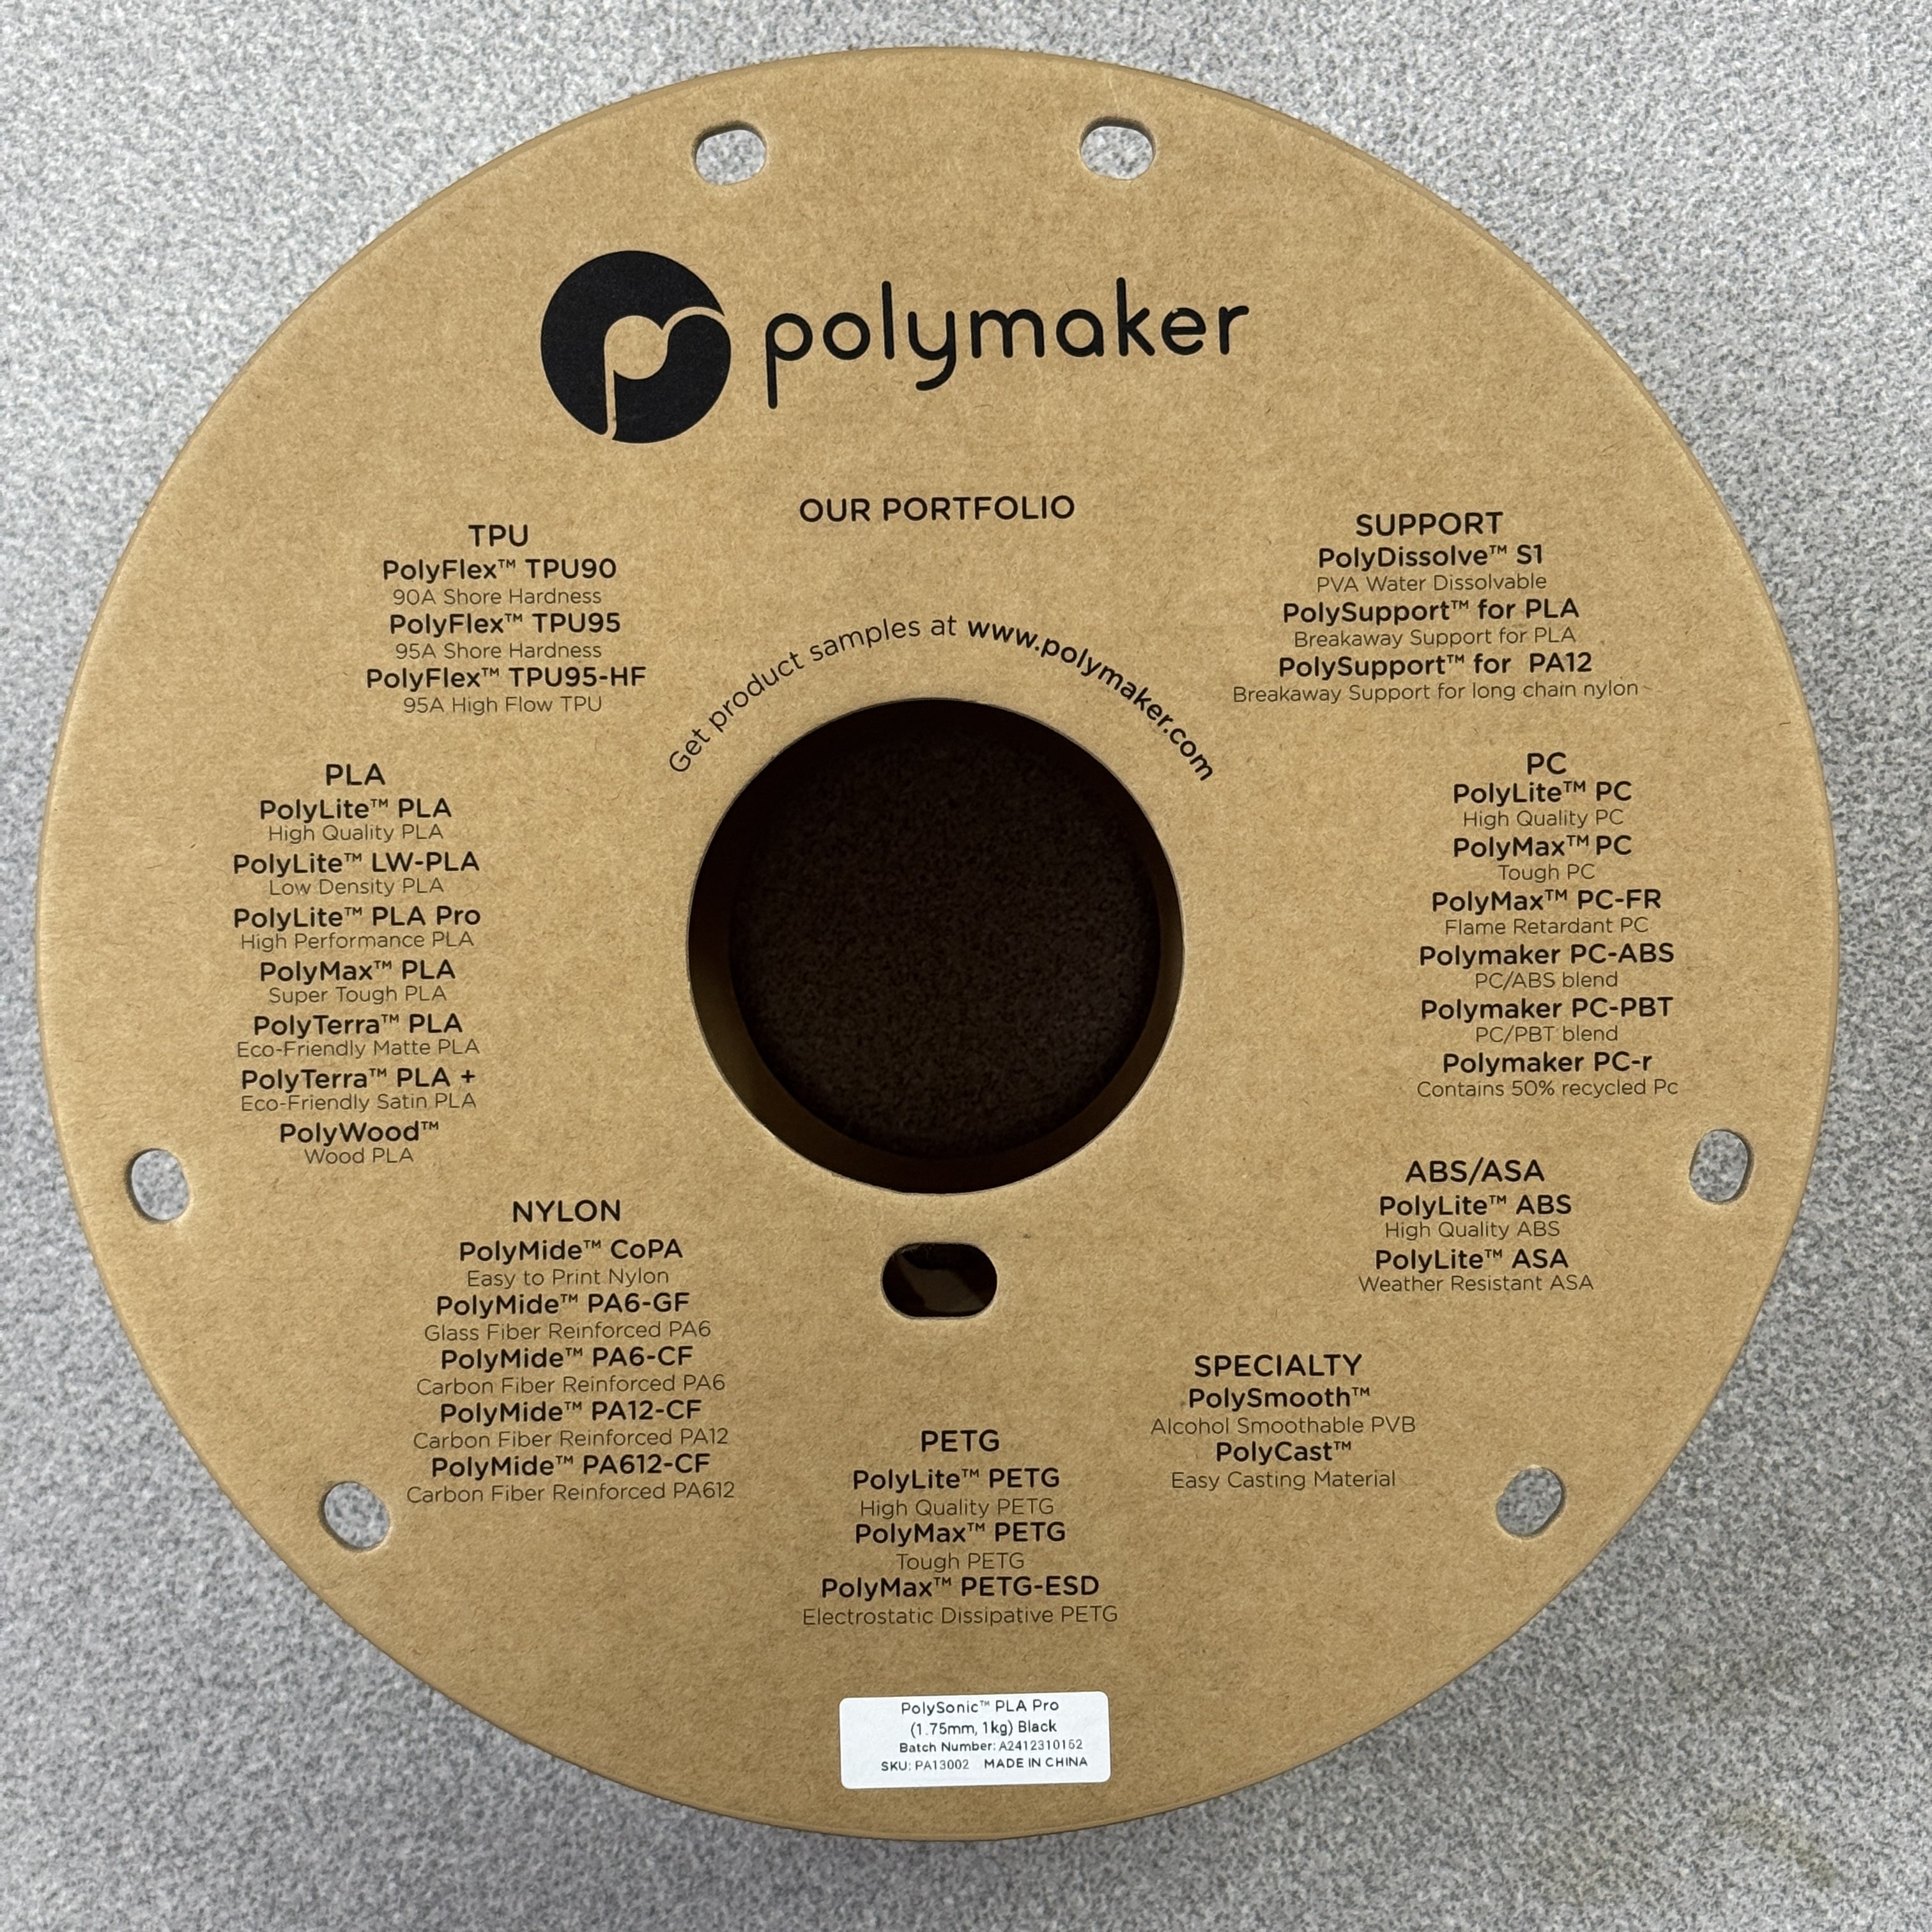 polymaker
OUR PORTFOLIO
Get product samples at www.polymaker.com
TPU
PolyFlex™ TPU90
90A Shore Hardness
PolyFlex™ TPU95
95A Shore Hardness
PolyFlex™ TPU95-HF
95A High Flow TPU
PLA
PolyLite™ PLA
High Quality PLA
PolyLite™ LW-PLA
Low Density PLA
PolyLite™ PLA Pro
High Performance PLA
PolyMax™ PLA
Super Tough PLA
PolyTerra™ PLA
Eco-Friendly Matte PLA
PolyTerra™ PLA +
Eco-Friendly Satin PLA
PolyWood™
Wood PLA
NYLON
PolyMide™ CoPA
Easy to Print Nylon
PolyMide™ PA6-GF
Glass Fiber Reinforced PA6
PolyMide™ PA6-CF
Carbon Fiber Reinforced PA6
PolyMide™ PA12-CF
Carbon Fiber Reinforced PA12
PolyMide™ PA612-CF
Carbon Fiber Reinforced PA612
PETG
PolyLite™ PETG
High Quality PETG
PolyMax™ PETG
Tough PETG
PolyMax™ PETG-ESD
Electrostatic Dissipative PETG
SUPPORT
PolyDissolve™ S1
PVA Water Dissolvable
PolySupport™ for PLA
Breakaway Support for PLA
PolySupport™ for PA12
Breakaway Support for long chain nylon
PC
PolyLite™ PC
High Quality PC
PolyMax™ PC
Tough PC
PolyMax™ PC-FR
Flame Retardant PC
Polymaker PC-ABS
PC/ABS blend
Polymaker PC-PBT
PC/PBT blend
Polymaker PC-r
Contains 50% recycled Pc
ABS/ASA
PolyLite™ ABS
High Quality ABS
PolyLite™ ASA
Weather Resistant ASA
SPECIALTY
PolySmooth™
Alcohol Smoothable PVB
PolyCast™
Easy Casting Material
PolySonic™ PLA Pro
(1.75mm, 1kg) Black
Batch Number: A2412310152
SKU: PA13002 MADE IN CHINA